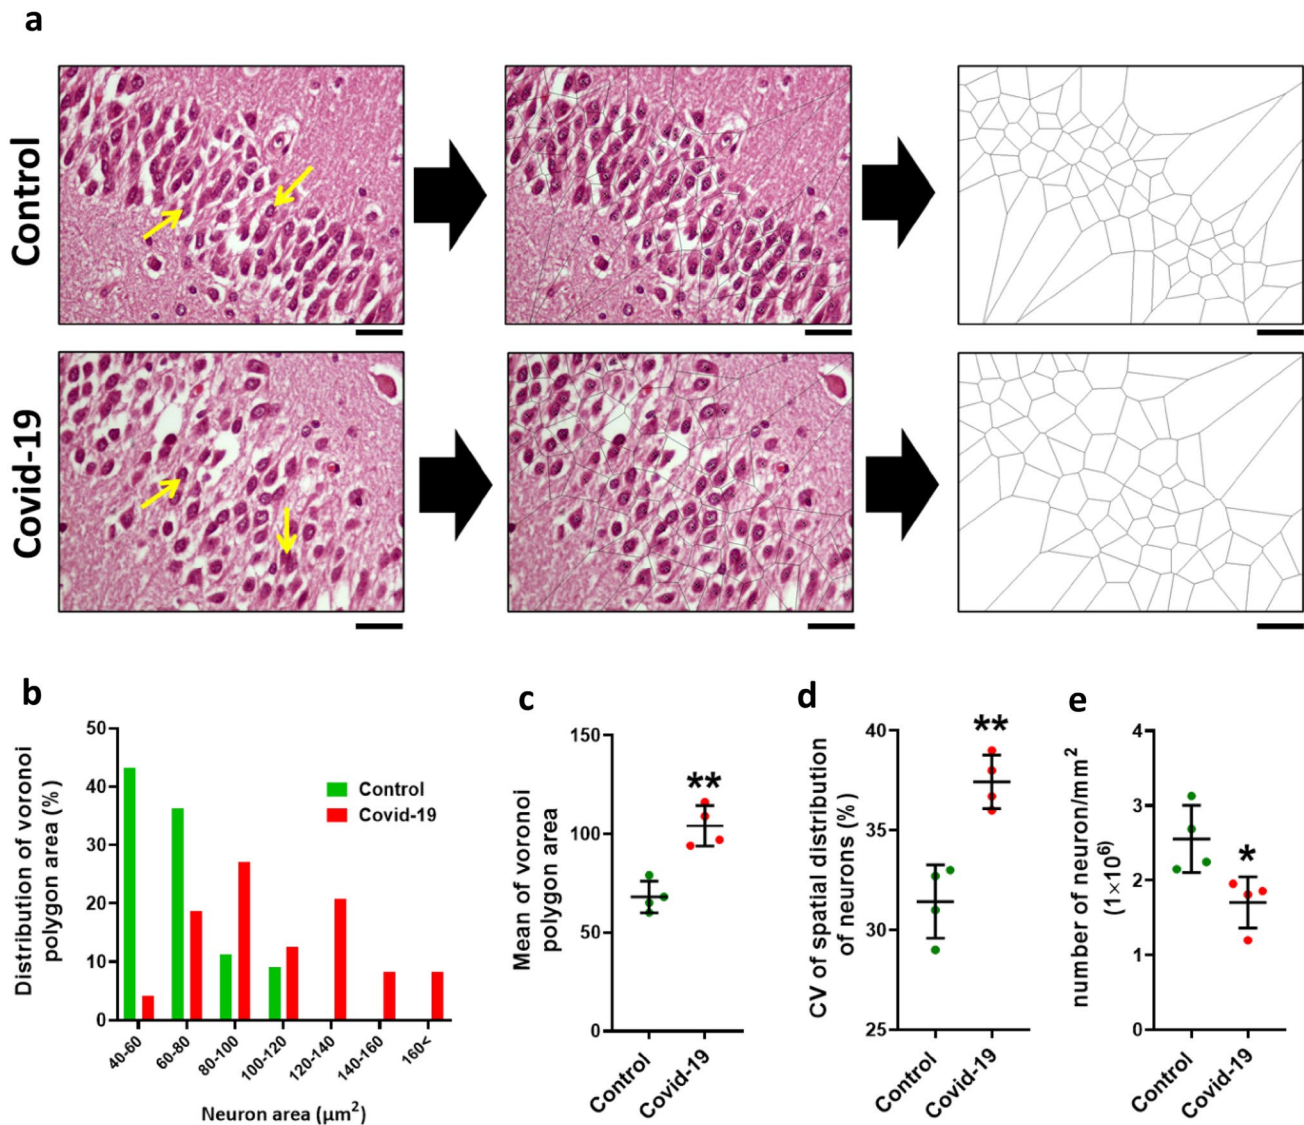 a
Control
Covid-19
b
Distribution of voronoi
polygon area (%)
50
40
30
20
10
0
Control
Covid-19
40-60
60-80
80-100
100-120
120-140
140-160
160<
Neuron area (µm²)
c
Mean of voronoi
polygon area
150
100
50
0
**
Control
Covid-19
d
CV of spatial distribution
of neurons (%)
40
35
30
25
**
Control
Covid-19
e
number of neuron/mm²
(1×10⁶)
4
3
2
1
0
*
Control
Covid-19